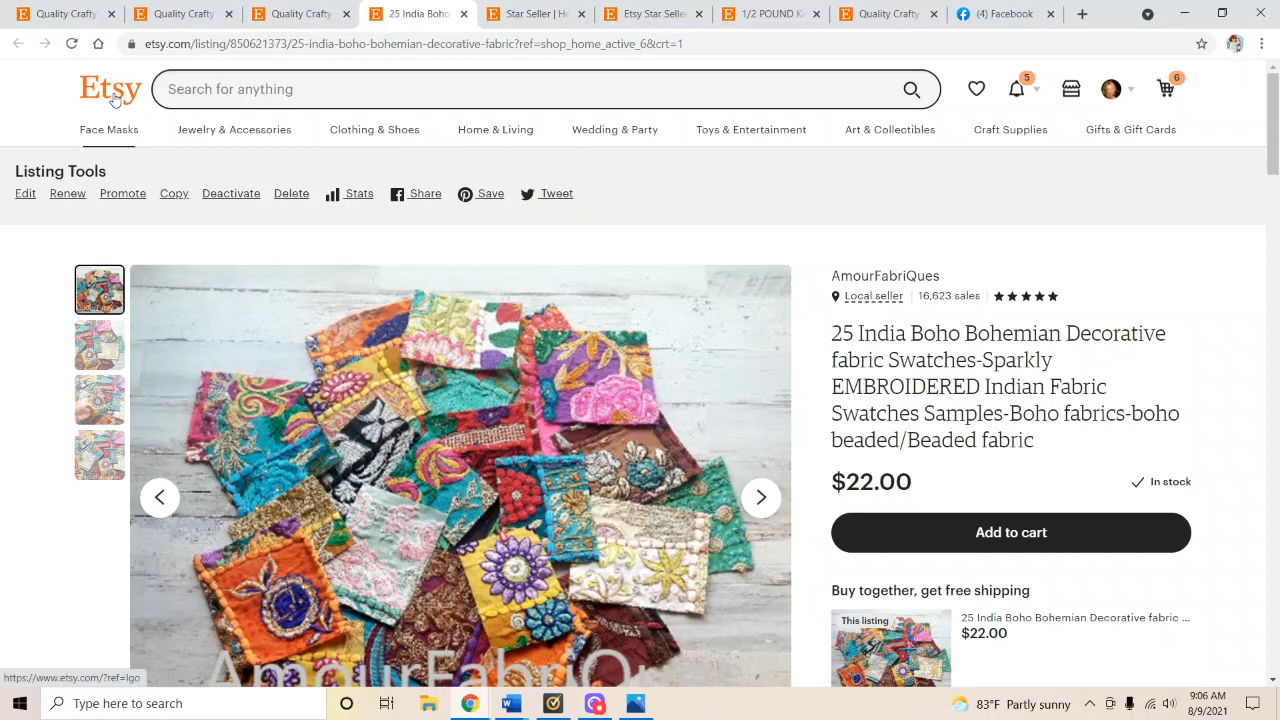 Quality Crafty
Quality Crafty
Quality Crafty
25 India Boho
Star Seller | H
Etsy Star Seller
1/2 POUND K
Quality Crafty
(4) Facebook
etsy.com/listing/850621373/25-india-boho-bohemian-decorative-fabric?ref=shop_home_active_6&crt=1
Etsy
Search for anything
5
6
Face Masks
Jewelry & Accessories
Clothing & Shoes
Home & Living
Wedding & Party
Toys & Entertainment
Art & Collectibles
Craft Supplies
Gifts & Gift Cards
Listing Tools
Edit Renew Promote Copy Deactivate Delete Stats Share Save Tweet
AmourFabriQues
Local seller 16,623 sales
25 India Boho Bohemian Decorative
fabric Swatches-Sparkly
EMBROIDERED Indian Fabric
Swatches Samples-Boho fabrics-boho
beaded/Beaded fabric
$22.00
In stock
Add to cart
Buy together, get free shipping
This listing
25 India Boho Bohemian Decorative fabric ...
$22.00
AmourFabriQu
https://www.etsy.com/?ref=lgo
Type here to search
83°F Partly sunny
9:06 AM
8/9/2021